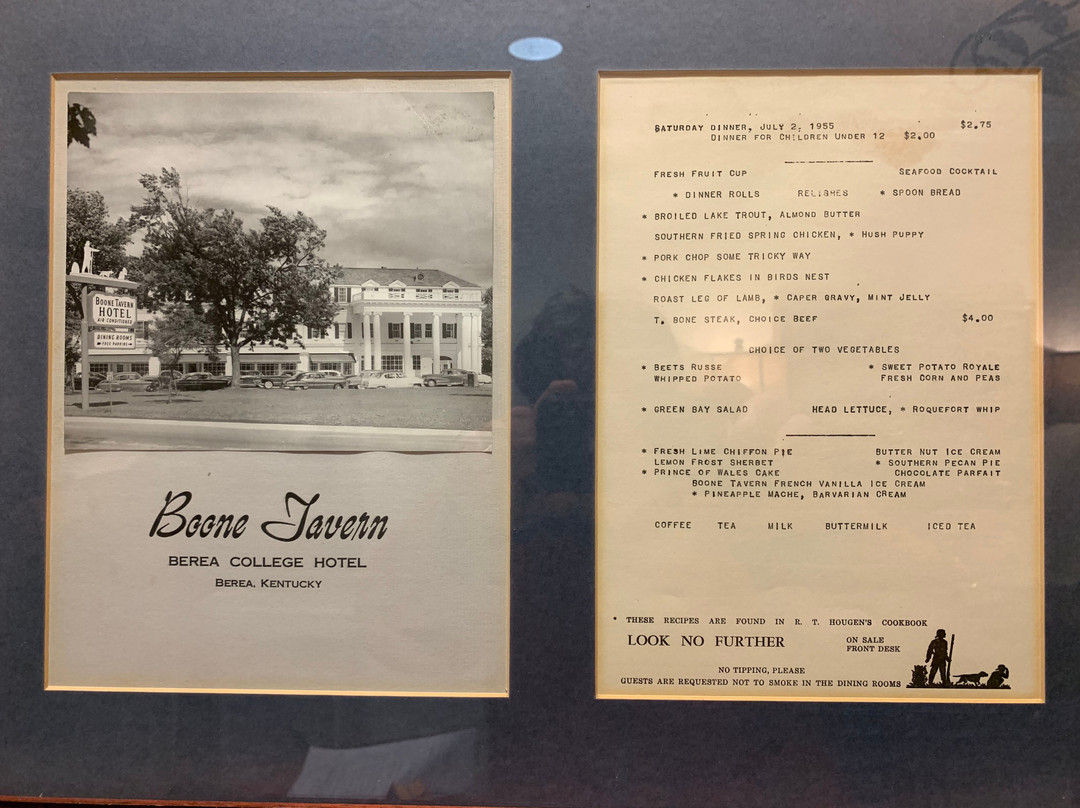 BOONE TAVERN
HOTEL
AIR CONDITIONED
DINING ROOMS
FREE PARKING
Boone Tavern
BEREA COLLEGE HOTEL
BEREA, KENTUCKY
SATURDAY DINNER, JULY 2, 1955 $2.75
DINNER FOR CHILDREN UNDER 12 $2.00
FRESH FRUIT CUP SEAFOOD COCKTAIL
* DINNER ROLLS RELISHES * SPOON BREAD
* BROILED LAKE TROUT, ALMOND BUTTER
SOUTHERN FRIED SPRING CHICKEN, * HUSH PUPPY
* PORK CHOP SOME TRICKY WAY
* CHICKEN FLAKES IN BIRDS NEST
ROAST LEG OF LAMB, * CAPER GRAVY, MINT JELLY
T. BONE STEAK, CHOICE BEEF $4.00
CHOICE OF TWO VEGETABLES
* BEETS RUSSE * SWEET POTATO ROYALE
WHIPPED POTATO FRESH CORN AND PEAS
* GREEN BAY SALAD HEAD LETTUCE, * ROQUEFORT WHIP
* FRESH LIME CHIFFON PIE BUTTER NUT ICE CREAM
LEMON FROST SHERBET * SOUTHERN PECAN PIE
* PRINCE OF WALES CAKE CHOCOLATE PARFAIT
BOONE TAVERN FRENCH VANILLA ICE CREAM
* PINEAPPLE MACHE, BARVARIAN CREAM
COFFEE TEA MILK BUTTERMILK ICED TEA
* THESE RECIPES ARE FOUND IN R. T. HOUGEN'S COOKBOOK
LOOK NO FURTHER ON SALE
FRONT DESK
NO TIPPING, PLEASE
GUESTS ARE REQUESTED NOT TO SMOKE IN THE DINING ROOMS